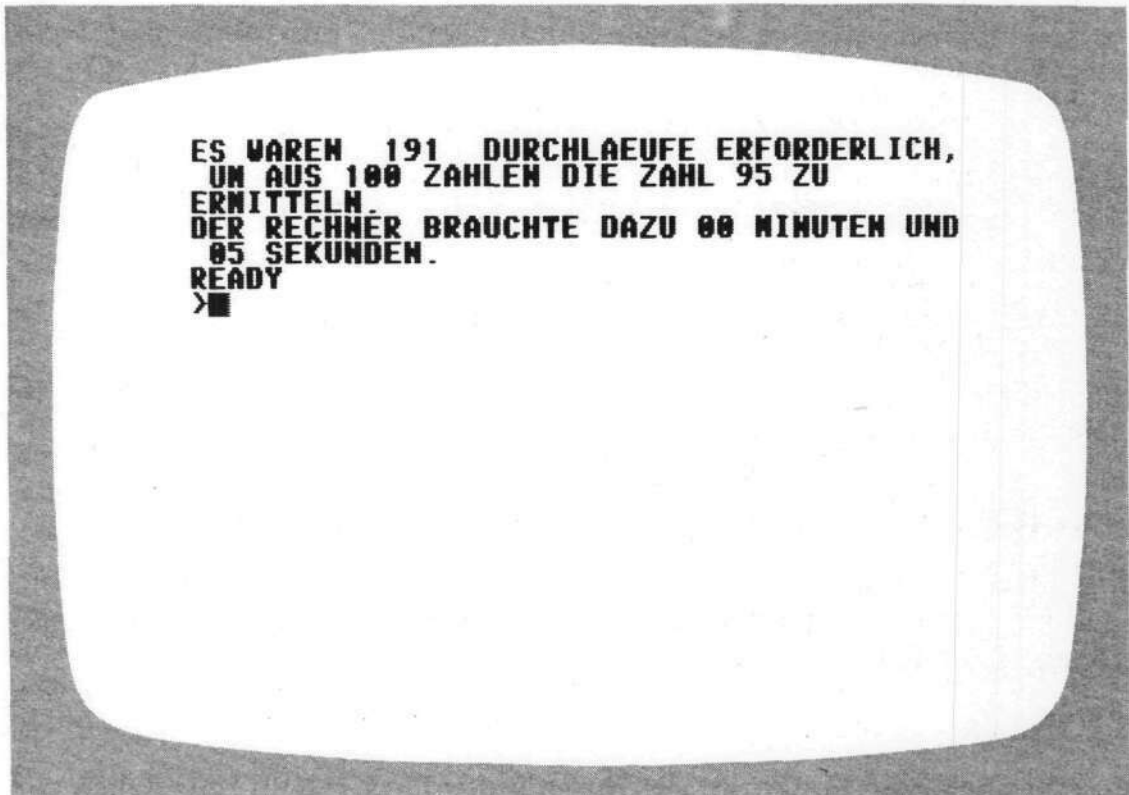 ES WAREN  191  DURCHLAEUFE ERFORDERLICH,
 UM AUS 100 ZAHLEN DIE ZAHL 95 ZU
ERMITTELN.
DER RECHNER BRAUCHTE DAZU 00 MINUTEN UND
 05 SEKUNDEN.
READY
>